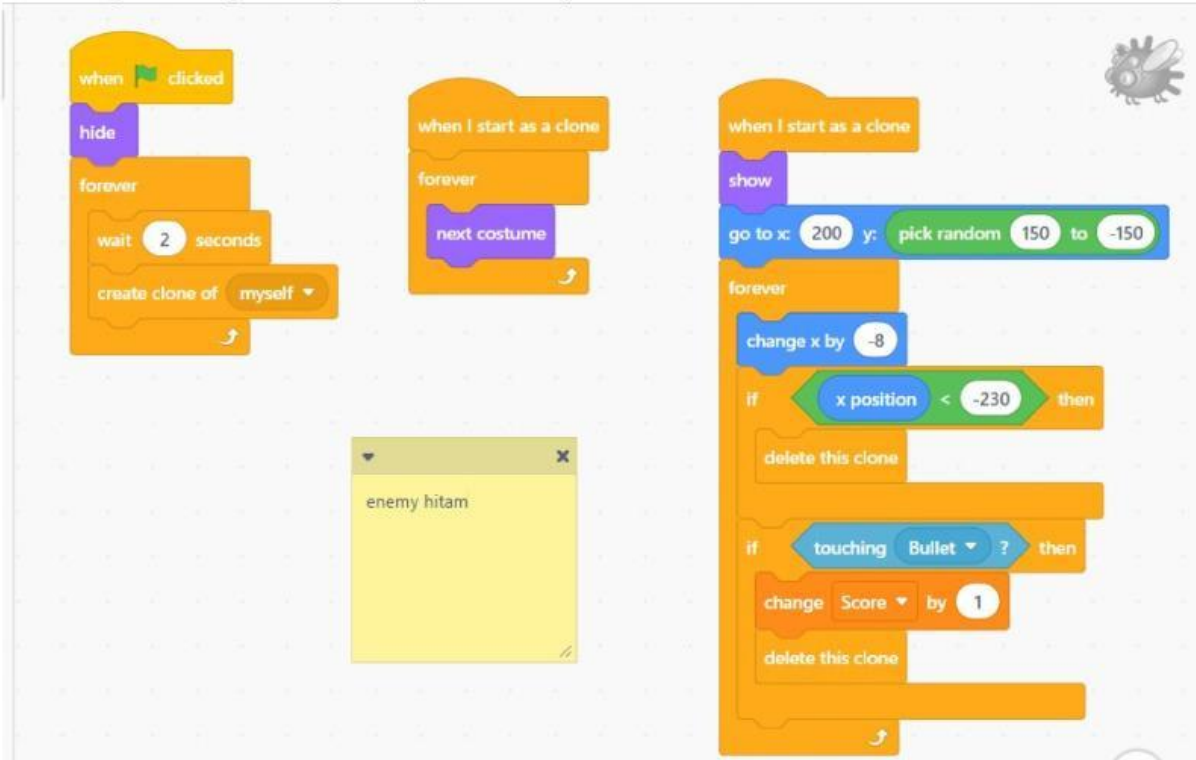 when clicked
hide
forever
wait 2 seconds
create clone of myself
when I start as a clone
forever
next costume
when I start as a clone
show
go to x: 200 y: pick random 150 to -150
forever
change x by -8
if x position < -230 then
delete this clone
if touching Bullet ? then
change Score by 1
delete this clone
enemy hitam